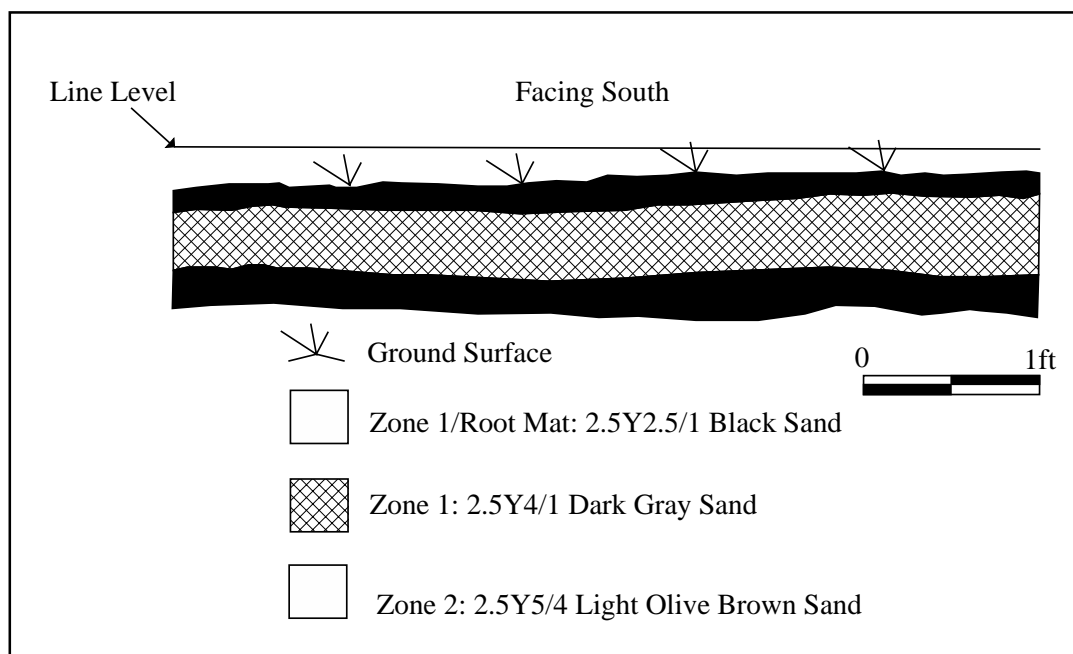 Line Level
Facing South
Ground Surface
0 1ft
Zone 1/Root Mat: 2.5Y2.5/1 Black Sand
Zone 1: 2.5Y4/1 Dark Gray Sand
Zone 2: 2.5Y5/4 Light Olive Brown Sand